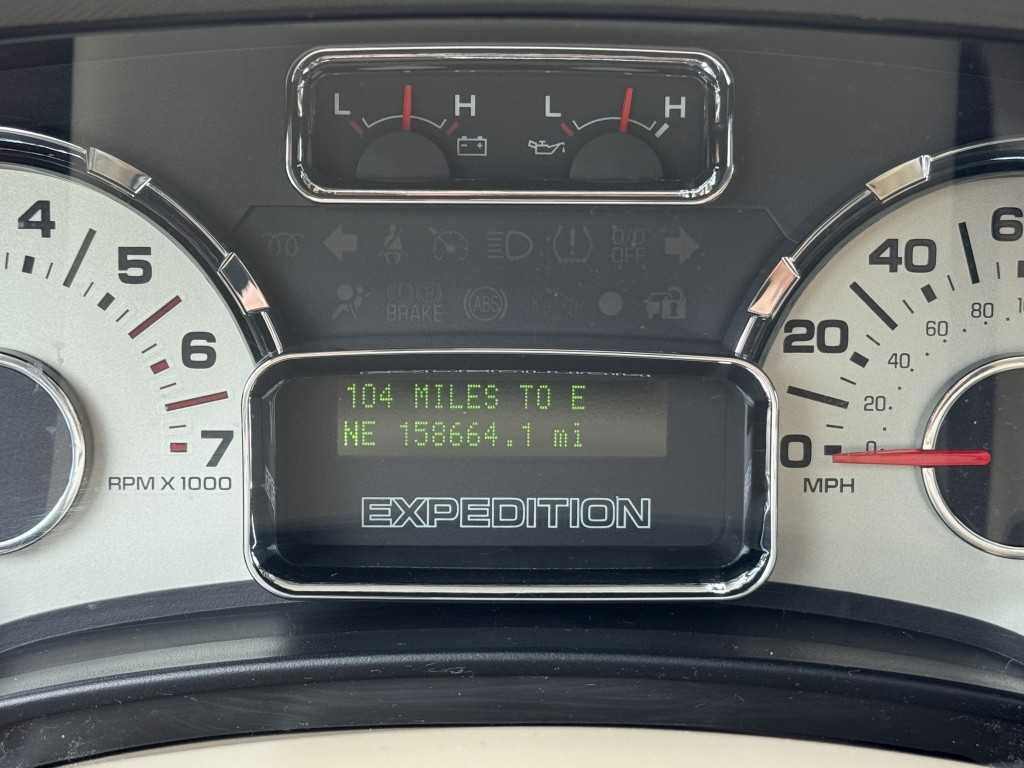 L H L H
4
5
6
7
RPM X 1000
O/D
OFF
BRAKE
ABS
104 MILES TO E
NE 158664.1 mi
EXPEDITION
6
40
80
60
20
40
20
0
0
MPH